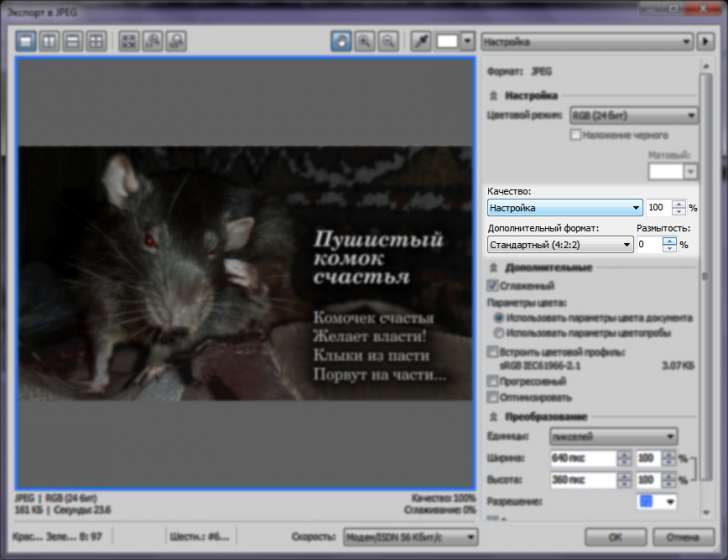 Экспорт в JPEG
Настройка
Формат: JPEG
Настройка
Цветовой режим: RGB (24 бит)
Наложение черного
Матовый:
Качество:
Настройка 100 %
Дополнительный формат: Размытость:
Стандартный (4:2:2) 0 %
Дополнительные
Сглаженный
Параметры цвета:
Использовать параметры цвета документа
Использовать параметры цветопробы
Встроить цветовой профиль:
sRGB IEC61966-2.1 3.07 КБ
Прогрессивный
Оптимизировать
Преобразование
Единицы: пикселей
Ширина: 640 пкс 100 %
Высота: 360 пкс 100 %
Разрешение: 72
Пушистый
комок
счастья
Комочек счастья
Желает власти!
Клыки из пасти
Порвут на части...
JPEG | RGB (24 бит) Качество: 100%
161 КБ | Секунды: 23.6 Сглаживание: 0%
Крас... Зеле... В: 97 Шестн.: #6... Скорость: Модем/ISDN 56 Кбит/с
OK Отмена